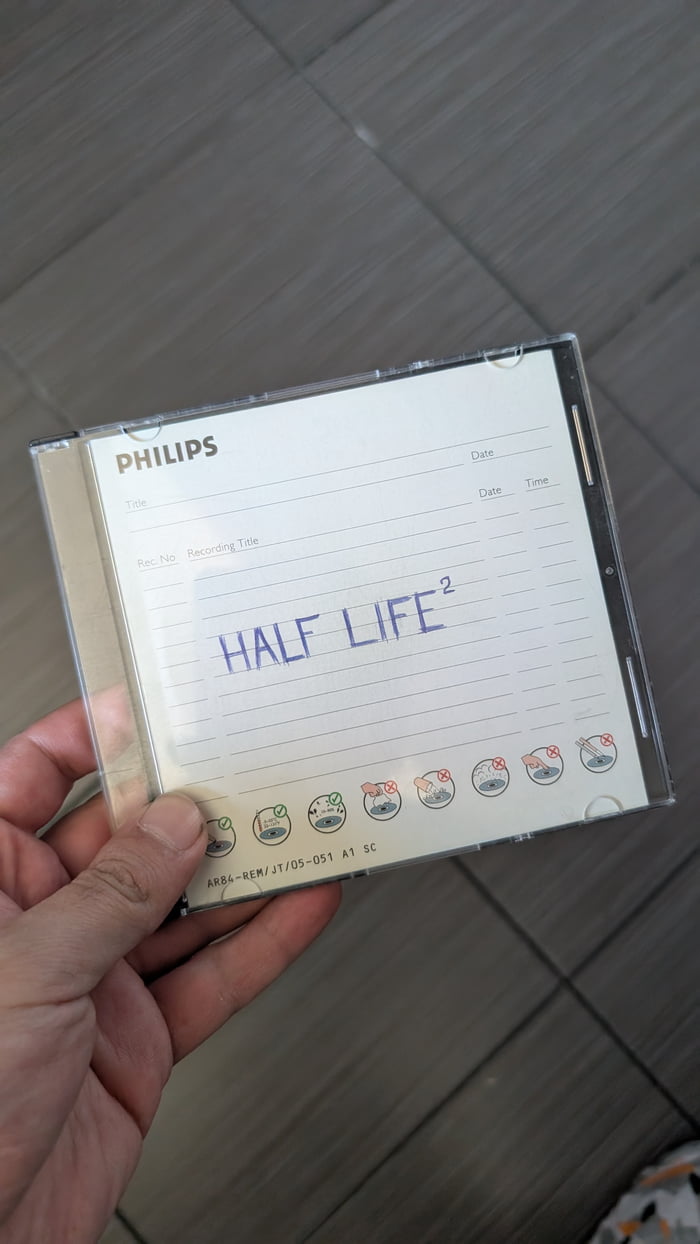 PHILIPS
Title
Date
Rec. No Recording Title Date Time
HALF LIFE²
AR84-REM/JT/05-051 A1 SC